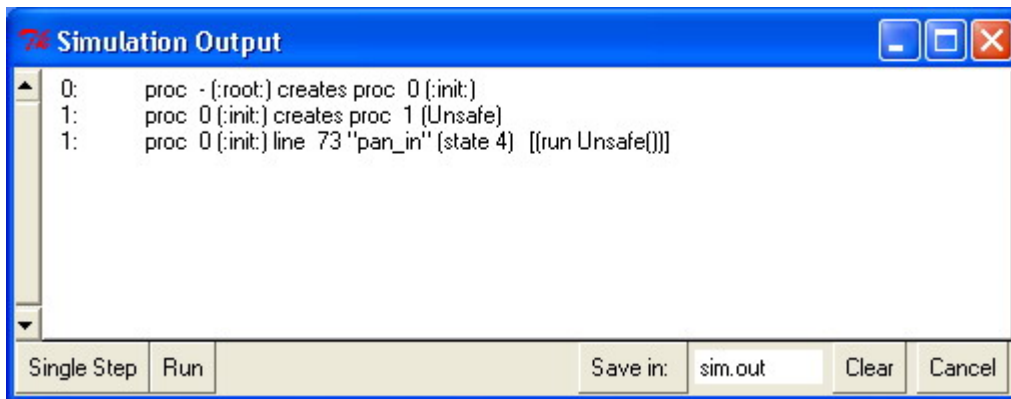 Tk Simulation Output
0: proc - (:root:) creates proc 0 (:init:)
1: proc 0 (:init:) creates proc 1 (Unsafe)
1: proc 0 (:init:) line 73 "pan_in" (state 4) [(run Unsafe())]
Single Step Run Save in: sim.out Clear Cancel